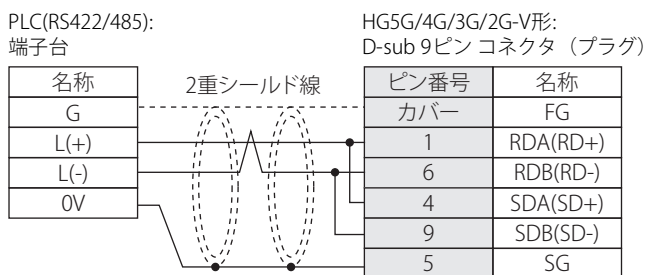 PLC(RS422/485):
端子台
HG5G/4G/3G/2G-V形:
D-sub 9ピン コネクタ（プラグ）
名称
2重シールド線
ピン番号 名称
G
カバー FG
L(+)
1 RDA(RD+)
L(-)
6 RDB(RD-)
0V
4 SDA(SD+)
9 SDB(SD-)
5 SG